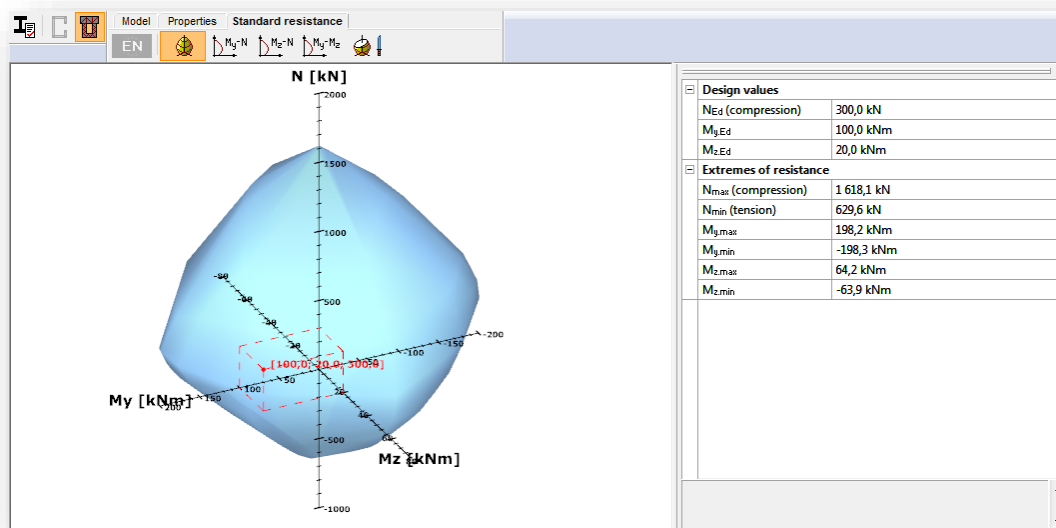 Model Properties Standard resistance
EN My-N Mz-N My-Mz
N [kN]
2000
1500
1000
500
-500
-1000
-80
-60
-40
-20
20
40
60
Mz [kNm]
-200
-150
-100
-50
50
100
150
200
My [kNm]
[100,0; 20,0; 300,0]
Design values
NEd (compression) 300,0 kN
My.Ed 100,0 kNm
Mz.Ed 20,0 kNm
Extremes of resistance
Nmax (compression) 1 618,1 kN
Nmin (tension) 629,6 kN
My.max 198,2 kNm
My.min -198,3 kNm
Mz.max 64,2 kNm
Mz.min -63,9 kNm